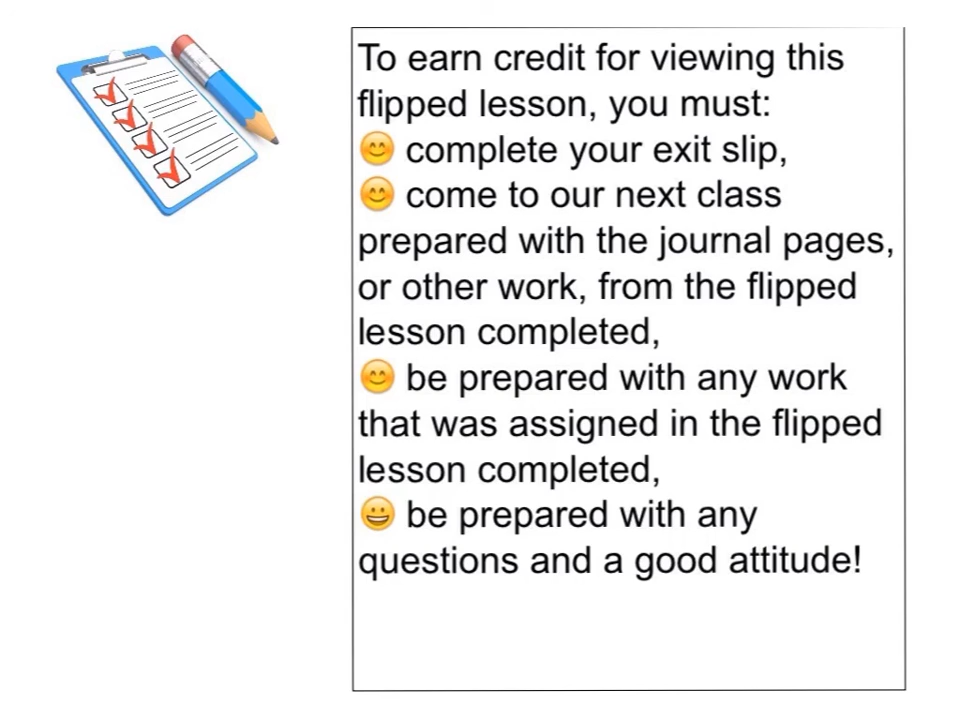 To earn credit for viewing this
flipped lesson, you must:
😊 complete your exit slip,
😊 come to our next class
prepared with the journal pages,
or other work, from the flipped
lesson completed,
😊 be prepared with any work
that was assigned in the flipped
lesson completed,
😀 be prepared with any
questions and a good attitude!